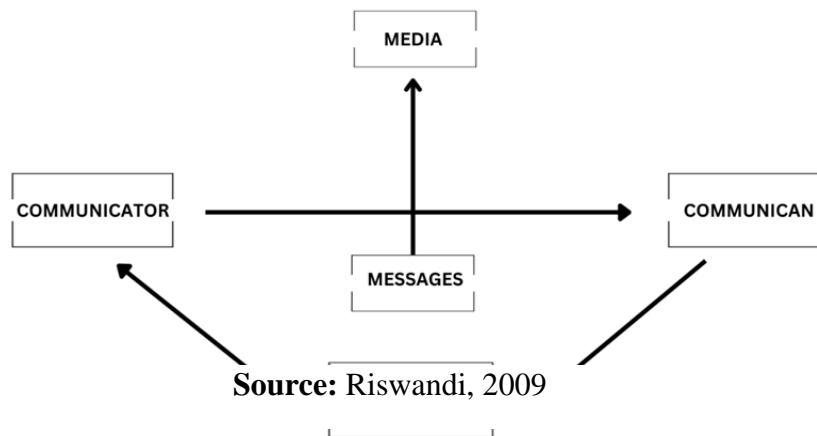 MEDIA
COMMUNICATOR
COMMUNICAN
MESSAGES
Source: Riswandi, 2009